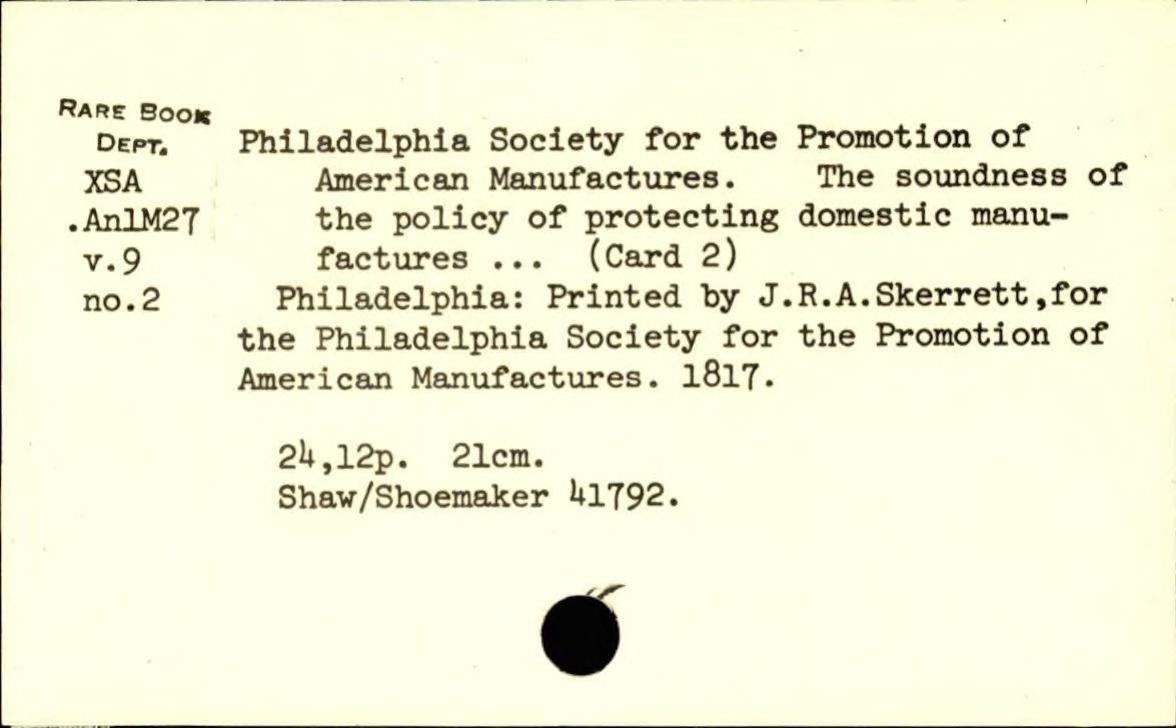 RARE BOOK
DEPT.
XSA
.AnlM27
v.9
no.2
Philadelphia Society for the Promotion of
American Manufactures. The soundness of
the policy of protecting domestic manu-
factures ... (Card 2)
Philadelphia: Printed by J.R.A.Skerrett,for
the Philadelphia Society for the Promotion of
American Manufactures. 1817.
24,12p. 21cm.
Shaw/Shoemaker 41792.